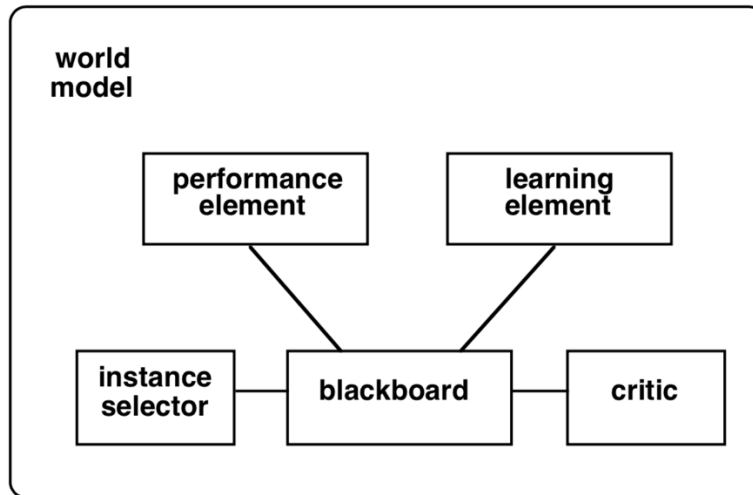 world
model
performance
element
learning
element
instance
selector
blackboard
critic